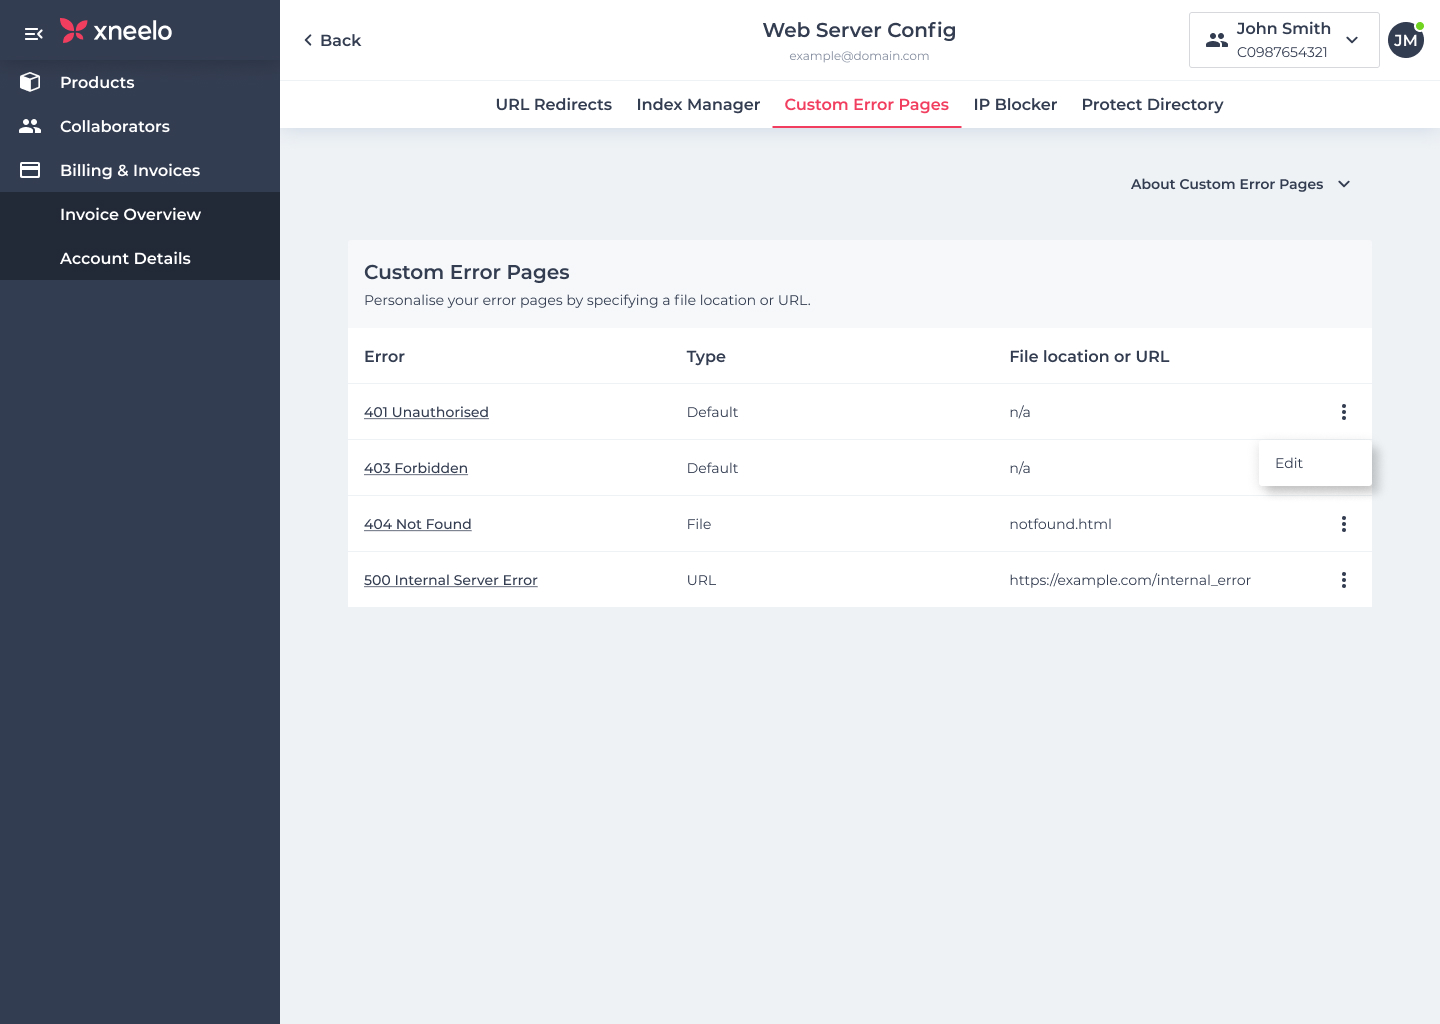 xneelo
Products
Collaborators
Billing & Invoices
Invoice Overview
Account Details
Back
Web Server Config
example@domain.com
John Smith
C0987654321
JM
URL Redirects
Index Manager
Custom Error Pages
IP Blocker
Protect Directory
About Custom Error Pages
Custom Error Pages
Personalise your error pages by specifying a file location or URL.
Error Type File location or URL
401 Unauthorised Default n/a
403 Forbidden Default n/a
Edit
404 Not Found File notfound.html
500 Internal Server Error URL https://example.com/internal_error